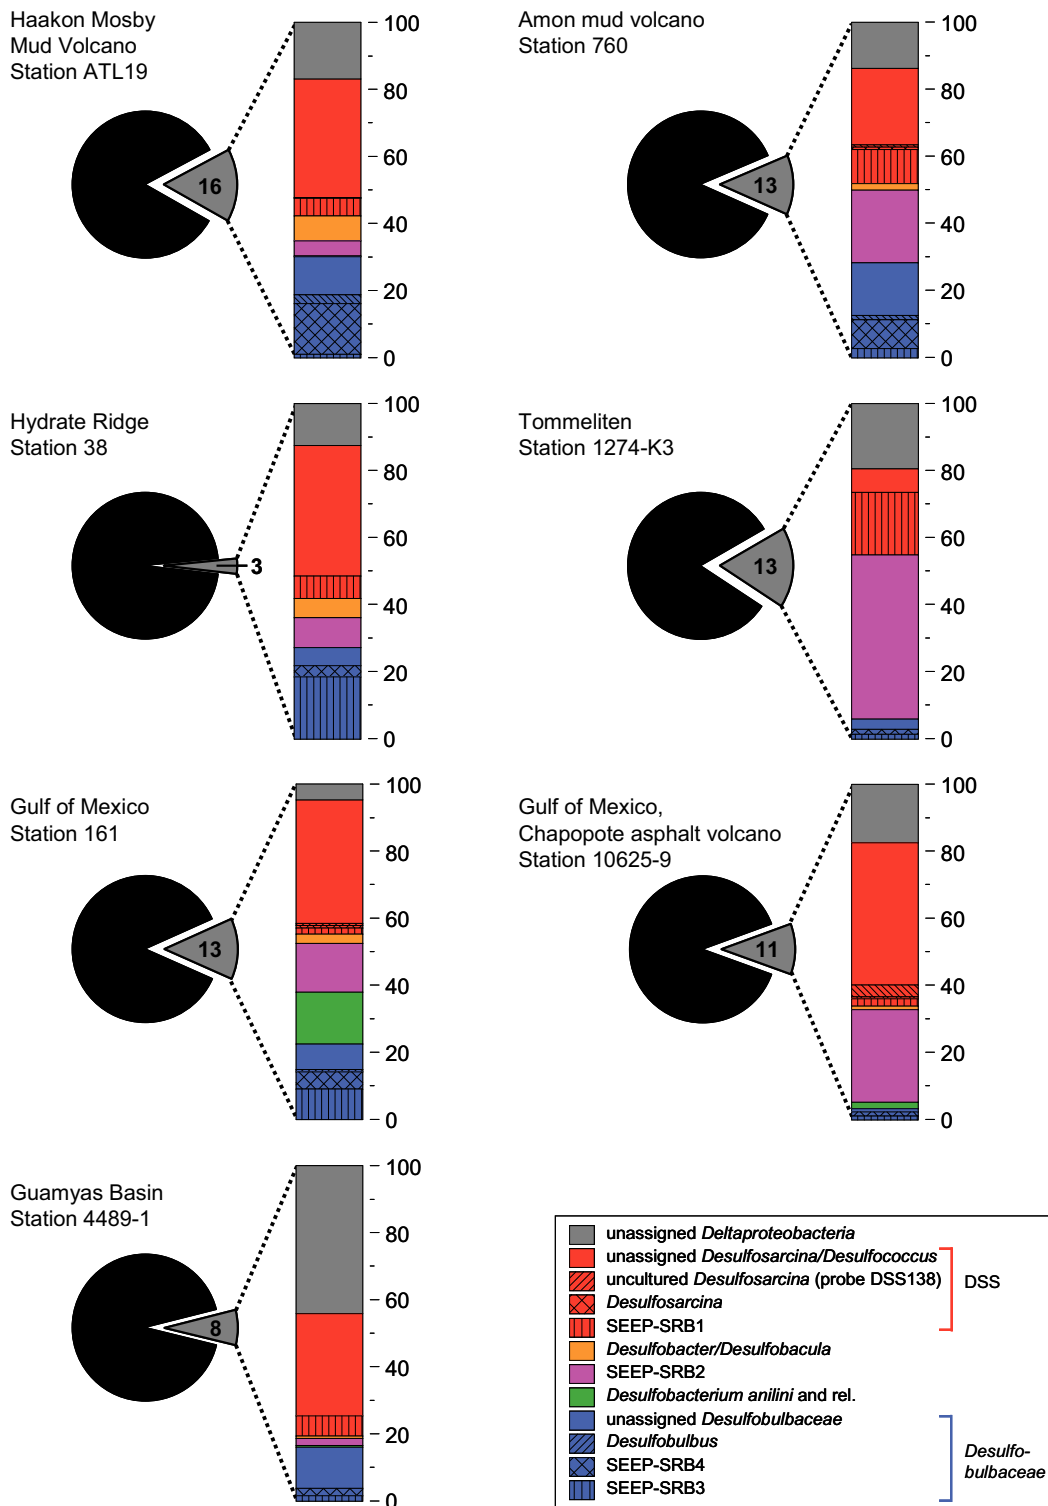 Haakon Mosby
Mud Volcano
Station ATL19
16
100
80
60
40
20
0
Amon mud volcano
Station 760
13
100
80
60
40
20
0
Hydrate Ridge
Station 38
3
100
80
60
40
20
0
Tommeliten
Station 1274-K3
13
100
80
60
40
20
0
Gulf of Mexico
Station 161
13
100
80
60
40
20
0
Gulf of Mexico,
Chapopote asphalt volcano
Station 10625-9
11
100
80
60
40
20
0
Guamyas Basin
Station 4489-1
8
100
80
60
40
20
0
unassigned Deltaproteobacteria
unassigned Desulfosarcina/Desulfococcus
uncultured Desulfosarcina (probe DSS138)
Desulfosarcina
SEEP-SRB1
DSS
Desulfobacter/Desulfobacula
SEEP-SRB2
Desulfobacterium anilini and rel.
unassigned Desulfobulbaceae
Desulfobulbus
SEEP-SRB4
SEEP-SRB3
Desulfo-
bulbaceae